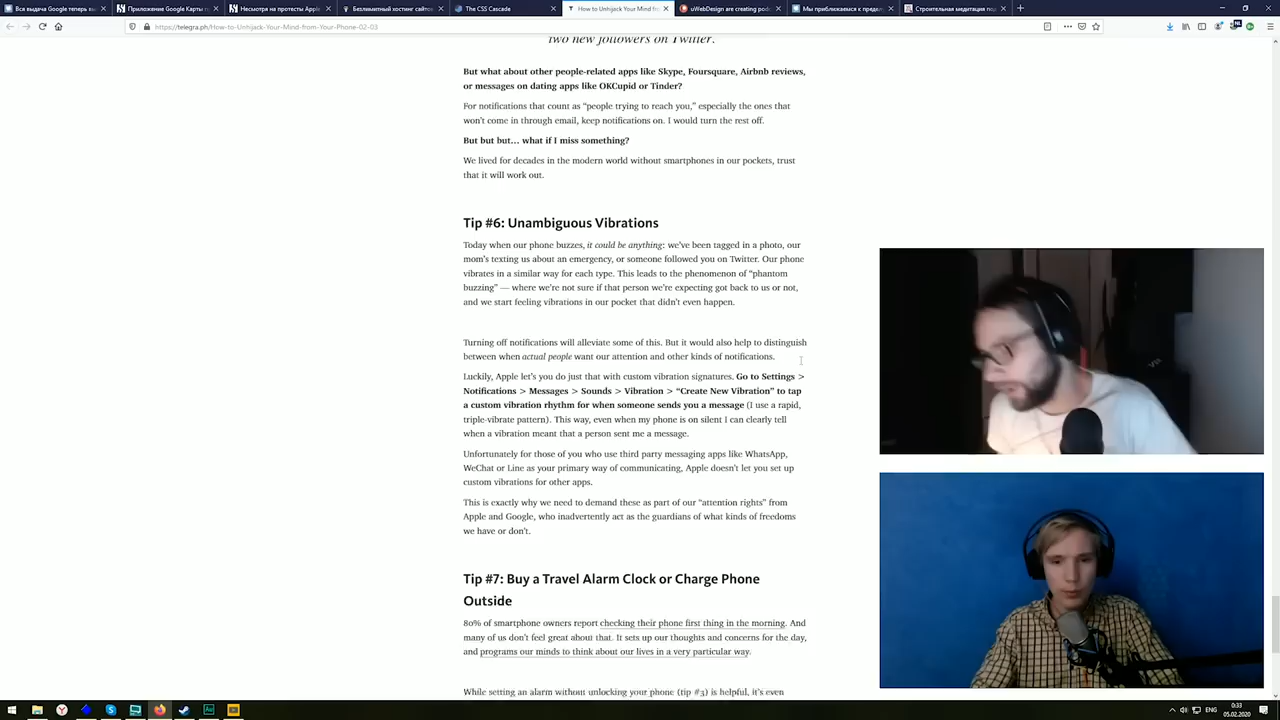 Вся выдача Google теперь вы
Приложение Google Карты по
Несмотря на протесты Apple
Безлимитный хостинг сайтов
The CSS Cascade
How to Unhijack Your Mind from
uWebDesign are creating pod
Мы приближаемся к предел
Строительная медитация под
https://telegra.ph/How-to-Unhijack-Your-Mind-from-Your-Phone-02-03
two new followers on Twitter.
But what about other people-related apps like Skype, Foursquare, Airbnb reviews,
or messages on dating apps like OKCupid or Tinder?
For notifications that count as “people trying to reach you,” especially the ones that
won’t come in through email, keep notifications on. I would turn the rest off.
But but but… what if I miss something?
We lived for decades in the modern world without smartphones in our pockets, trust
that it will work out.
Tip #6: Unambiguous Vibrations
Today when our phone buzzes, it could be anything: we’ve been tagged in a photo, our
mom’s texting us about an emergency, or someone followed you on Twitter. Our phone
vibrates in a similar way for each type. This leads to the phenomenon of “phantom
buzzing” — where we’re not sure if that person we’re expecting got back to us or not,
and we start feeling vibrations in our pocket that didn’t even happen.
Turning off notifications will alleviate some of this. But it would also help to distinguish
between when actual people want our attention and other kinds of notifications.
Luckily, Apple let’s you do just that with custom vibration signatures. Go to Settings >
Notifications > Messages > Sounds > Vibration > “Create New Vibration” to tap
a custom vibration rhythm for when someone sends you a message (I use a rapid,
triple-vibrate pattern). This way, even when my phone is on silent I can clearly tell
when a vibration meant that a person sent me a message.
Unfortunately for those of you who use third party messaging apps like WhatsApp,
WeChat or Line as your primary way of communicating, Apple doesn’t let you set up
custom vibrations for other apps.
This is exactly why we need to demand these as part of our “attention rights” from
Apple and Google, who inadvertently act as the guardians of what kinds of freedoms
we have or don’t.
Tip #7: Buy a Travel Alarm Clock or Charge Phone
Outside
80% of smartphone owners report checking their phone first thing in the morning. And
many of us don’t feel great about that. It sets up our thoughts and concerns for the day,
and programs our minds to think about our lives in a very particular way.
While setting an alarm without unlocking your phone (tip #3) is helpful, it’s even
ENG
0:33
05.02.2020